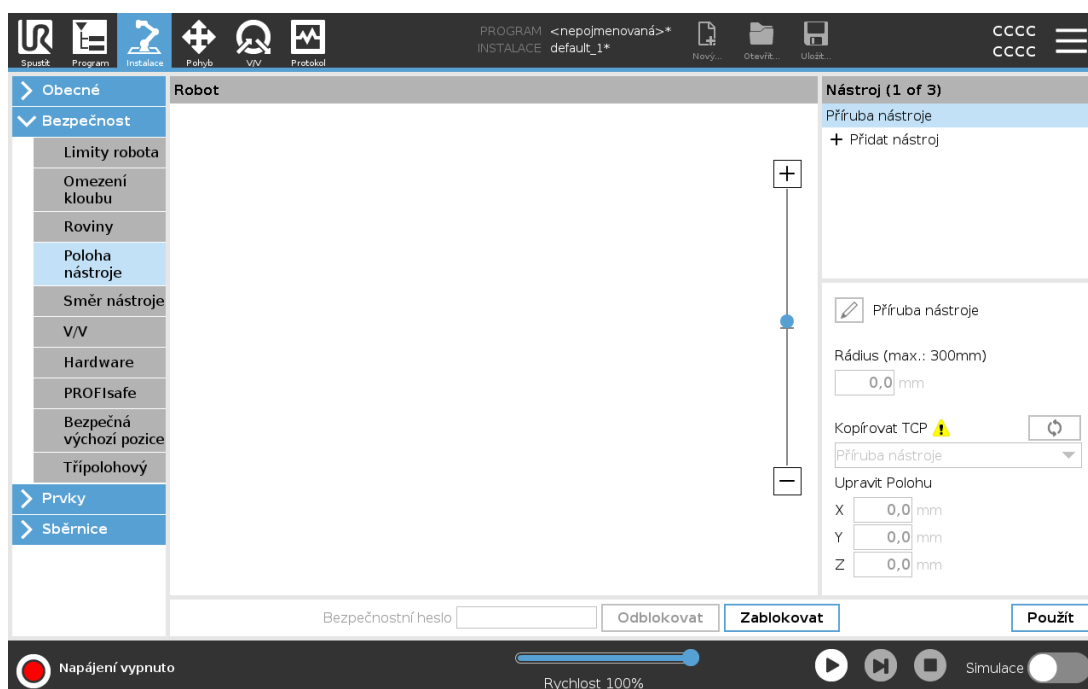 UR
Spustit
Program
Instalace
Pohyb
V/V
Protokol
PROGRAM <nepojmenovaná>*
INSTALACE default_1*
Nový...
Otevřít...
Uložit...
CCCC
CCCC
Obecné
Bezpečnost
Limity robota
Omezení
kloubu
Roviny
Poloha
nástroje
Směr nástroje
V/V
Hardware
PROFIsafe
Bezpečná
výchozí pozice
Třípolohový
Prvky
Sběrnice
Robot
Nástroj (1 of 3)
Příruba nástroje
+ Přidat nástroj
Příruba nástroje
Rádius (max.: 300mm)
0,0 mm
Kopírovat TCP
Příruba nástroje
Upravit Polohu
X 0,0 mm
Y 0,0 mm
Z 0,0 mm
Bezpečnostní heslo
Odblokovat
Zablokovat
Použít
Napájení vypnuto
Rychlost 100%
Simulace